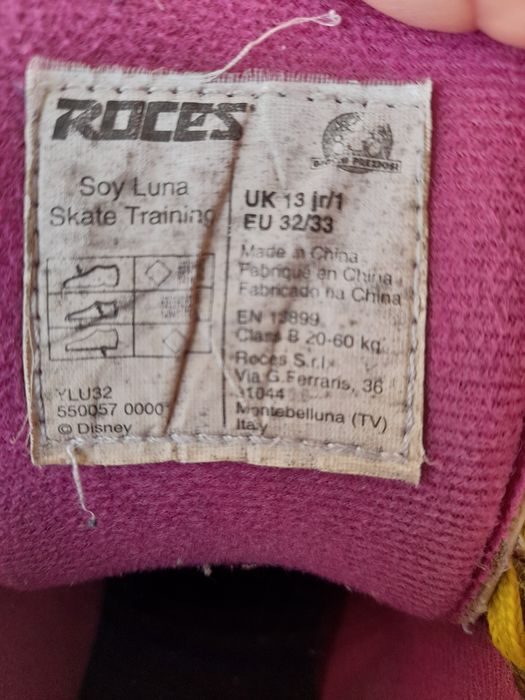 ROCES
Soy Luna
Skate Training
YLU32
550057 0000
© Disney
UK 13 jr/1
EU 32/33
Made in China
Fabriqué en China
Fabricado na China
EN 13899
Class B 20-60 kg
Roces S.r.l.
Via G.Ferraris, 36
31044
Montebelluna (TV)
Italy
PREZIOSI